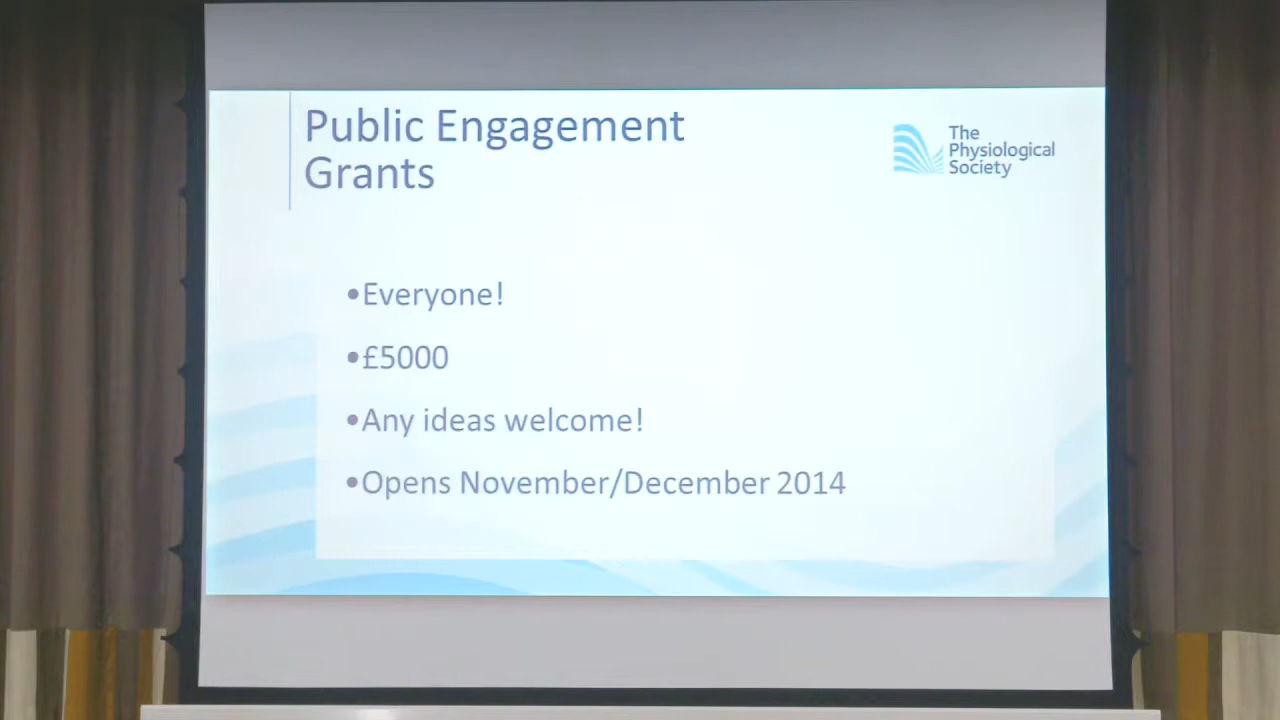 Public Engagement
Grants
The
Physiological
Society
•Everyone!
•£5000
•Any ideas welcome!
•Opens November/December 2014